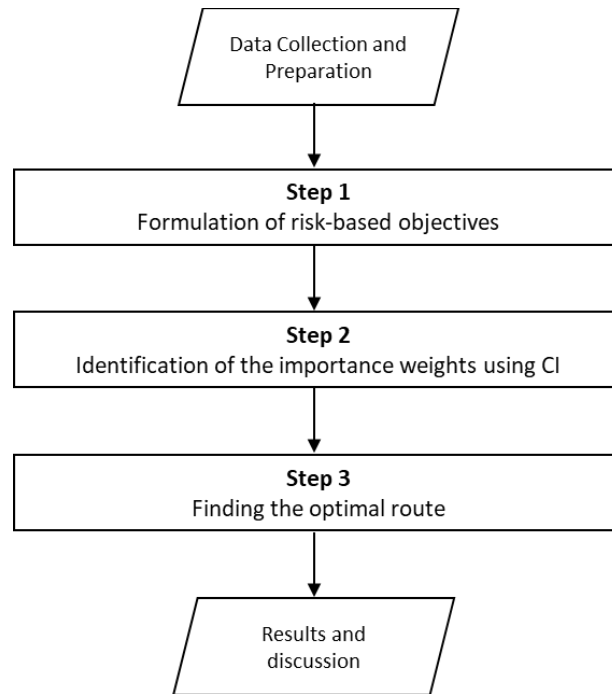 Data Collection and
Preparation
Step 1
Formulation of risk-based objectives
Step 2
Identification of the importance weights using CI
Step 3
Finding the optimal route
Results and
discussion